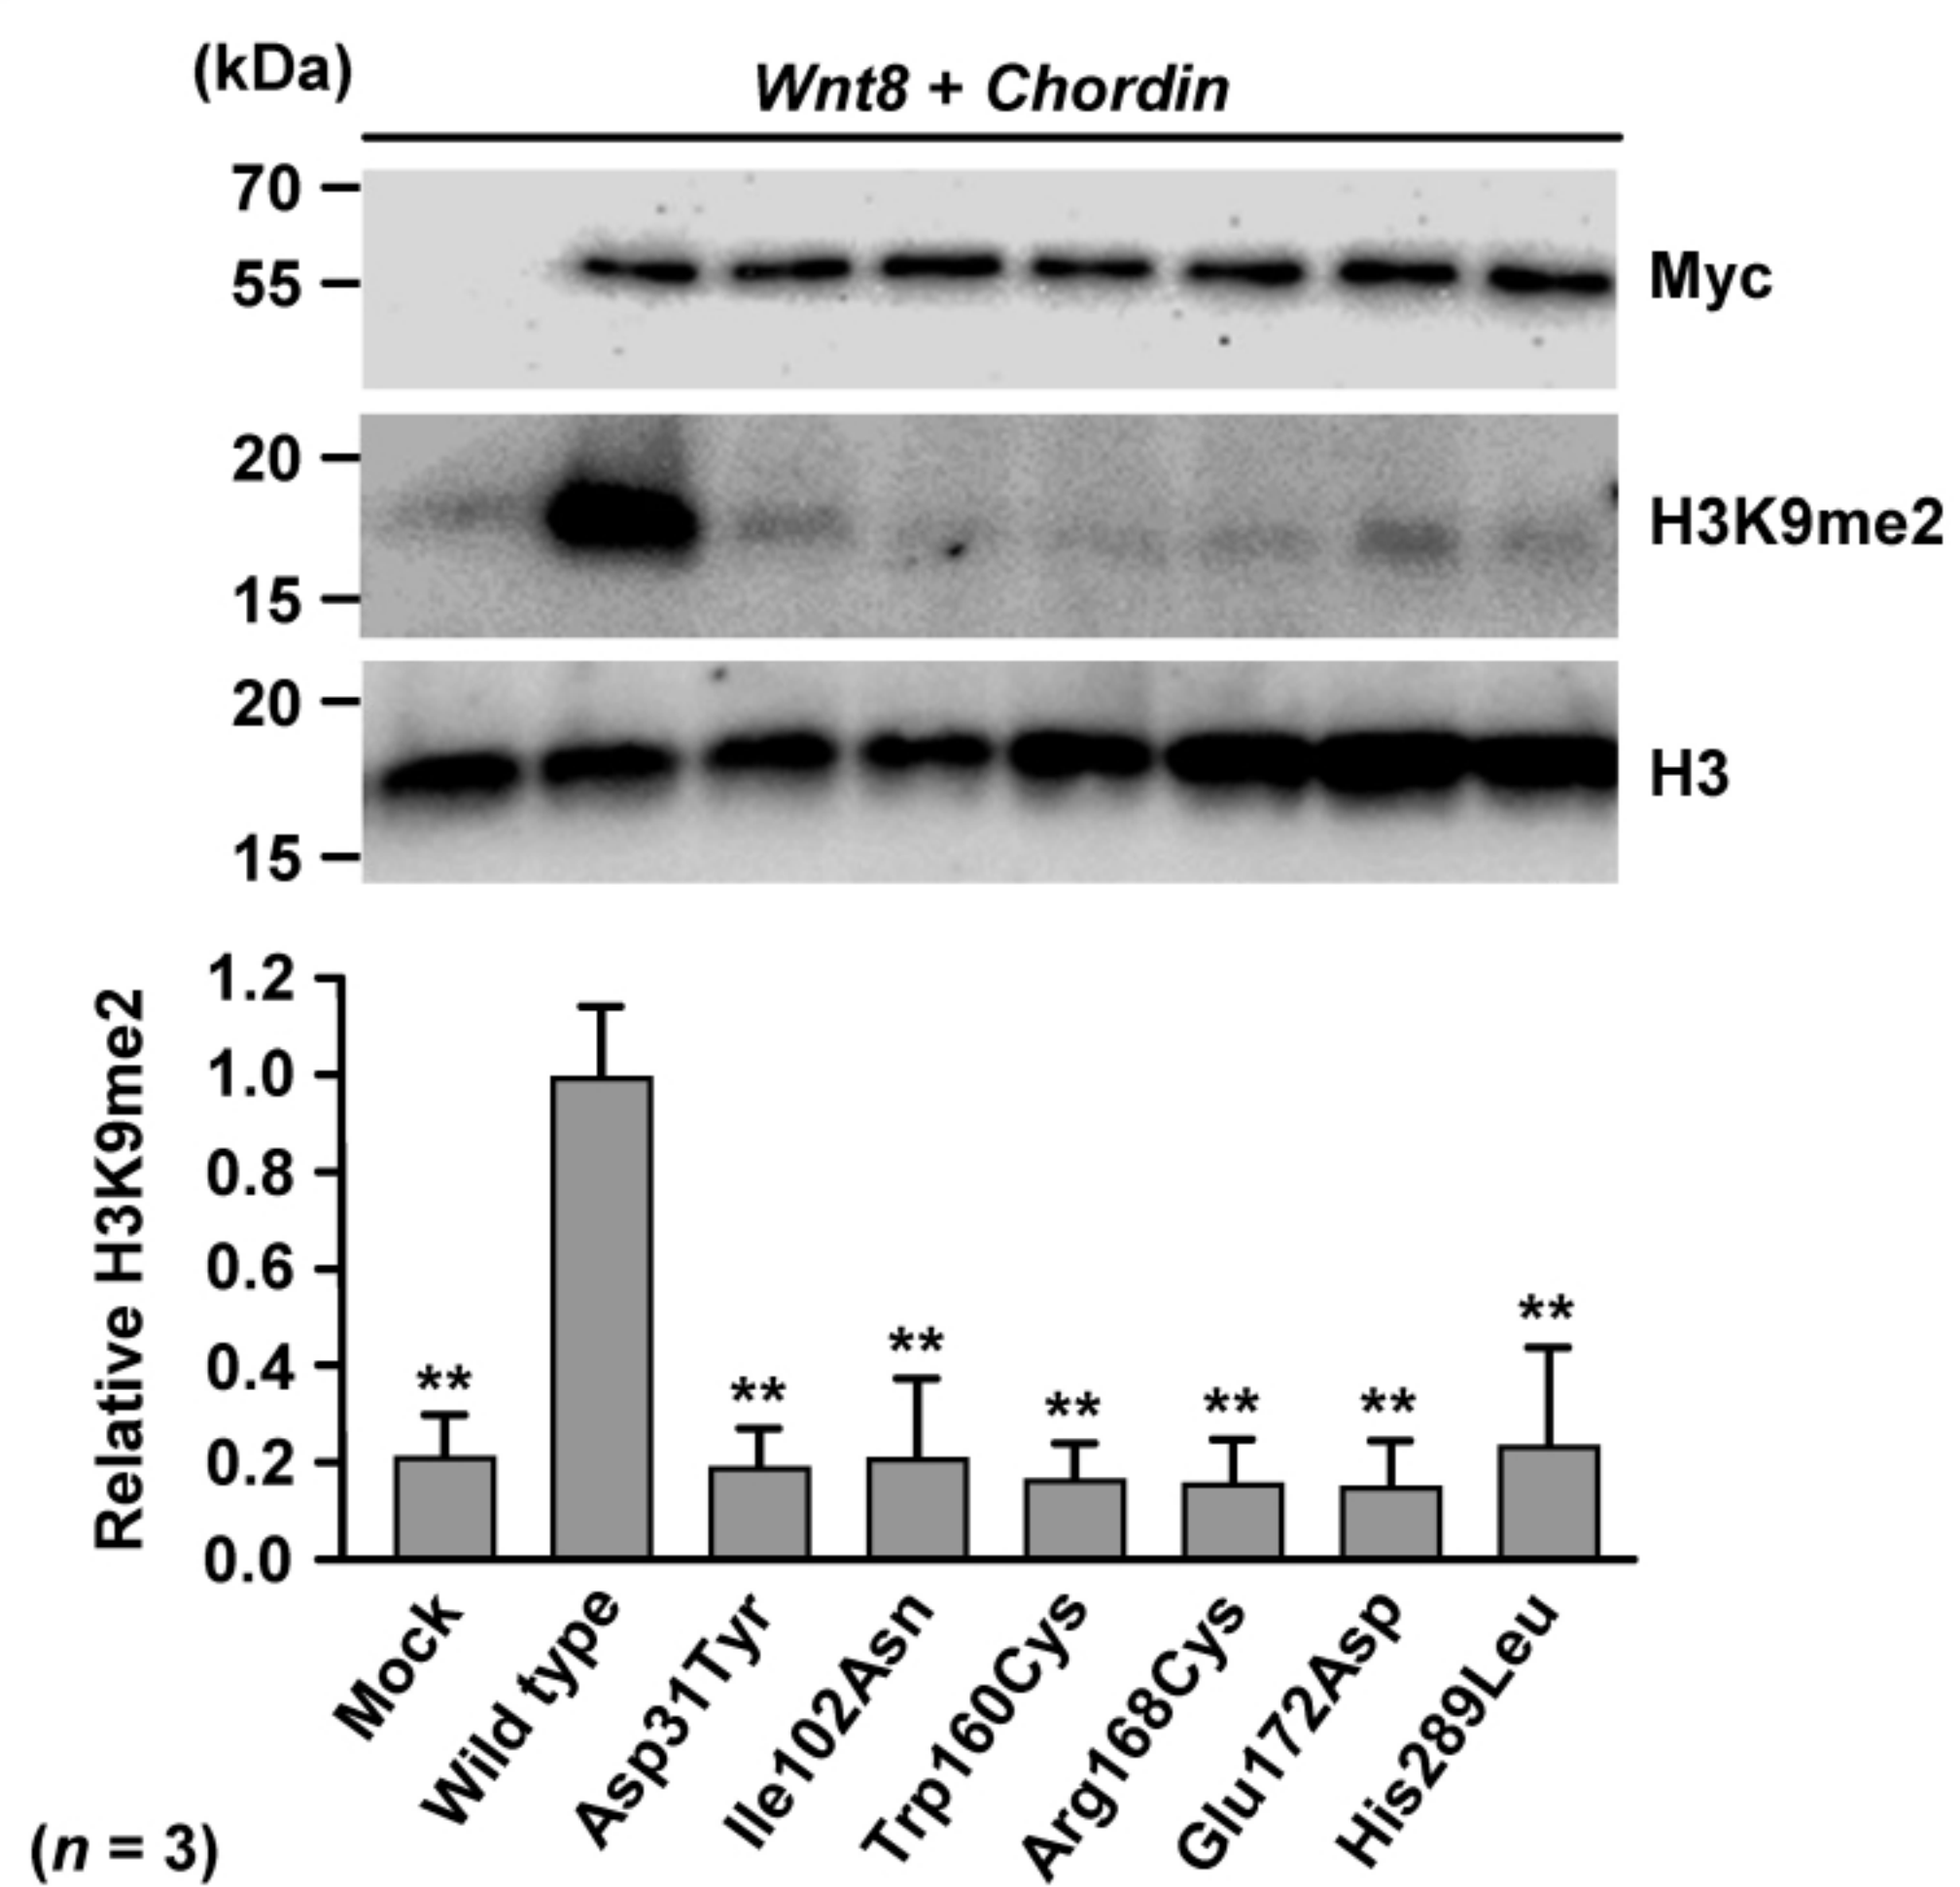 (kDa)
Wnt8 + Chordin
70
55
Myc
20
15
H3K9me2
20
15
H3
Relative H3K9me2
1.2
1.0
0.8
0.6
0.4
0.2
0.0
**
**
**
**
**
**
**
Mock
Wild type
Asp31Tyr
Ile102Asn
Trp160Cys
Arg168Cys
Glu172Asp
His289Leu
(n = 3)